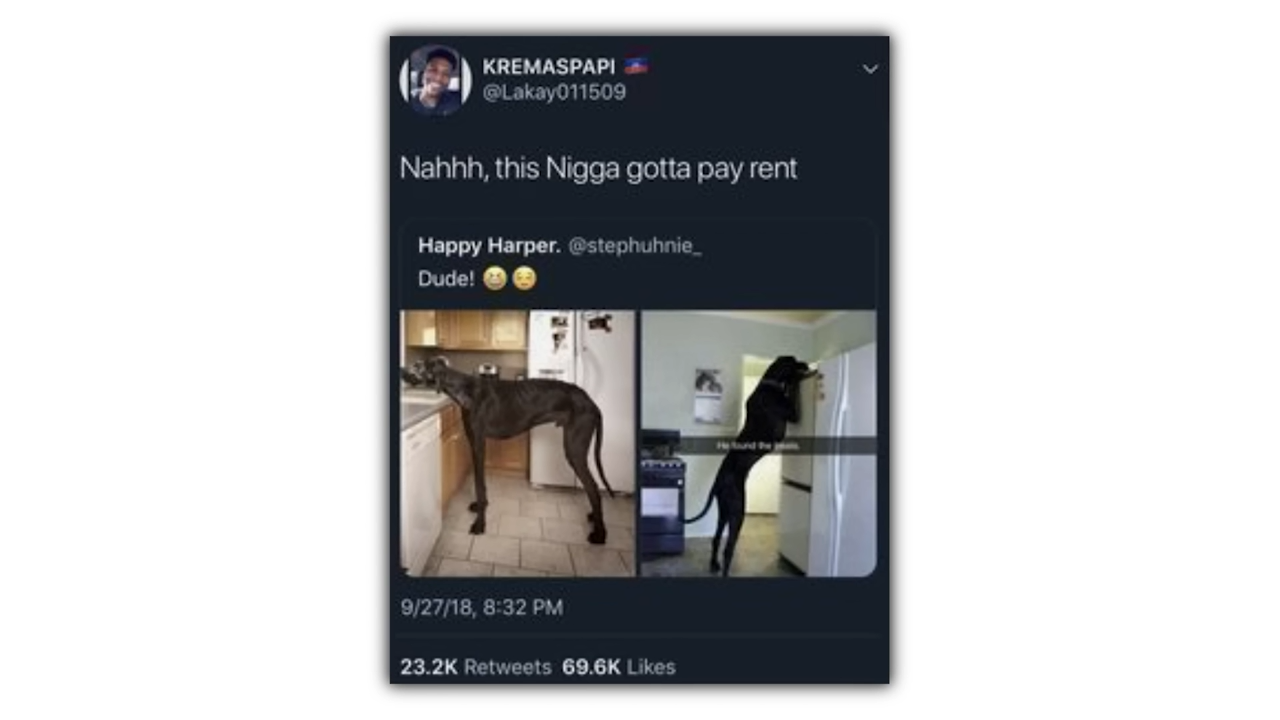 KREMASPAPI 🇭🇹
@Lakay011509
Nahhh, this Nigga gotta pay rent
Happy Harper. @stephuhnie_
Dude! 😆😊
He found the treats.
9/27/18, 8:32 PM
23.2K Retweets 69.6K Likes